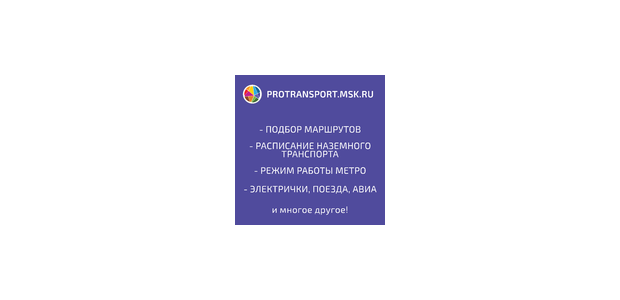 PROTRANSPORT.MSK.RU
- ПОДБОР МАРШРУТОВ
- РАСПИСАНИЕ НАЗЕМНОГО
ТРАНСПОРТА
- РЕЖИМ РАБОТЫ МЕТРО
- ЭЛЕКТРИЧКИ, ПОЕЗДА, АВИА
и многое другое!